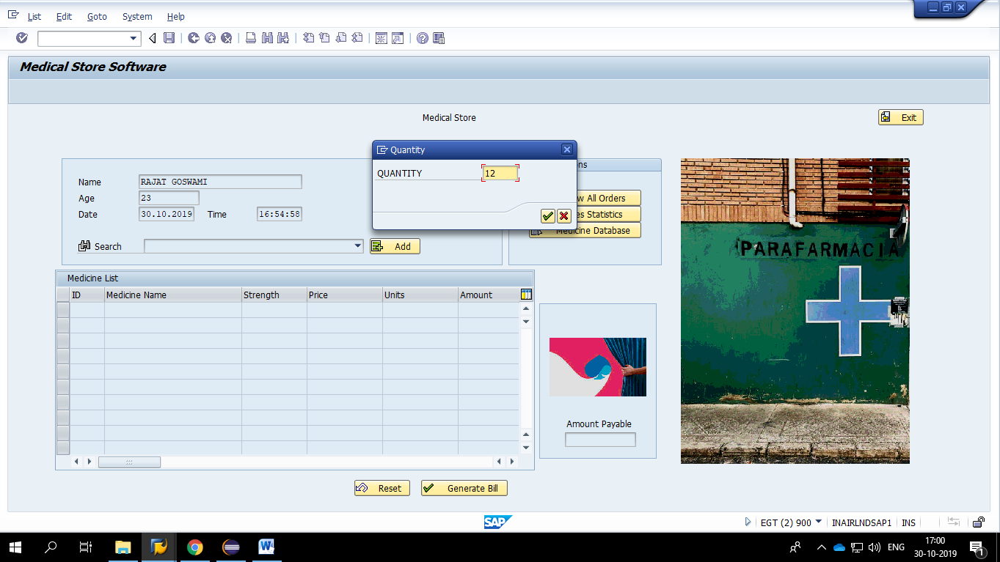 List Edit Goto System Help
Medical Store Software
Medical Store
Exit
Quantity
QUANTITY 12
ns
Name RAJAT GOSWAMI
Age 23
w All Orders
Date 30.10.2019 Time 16:54:58
es Statistics
Medicine Database
Search Add
PARAFARMACIA
Medicine List
ID Medicine Name Strength Price Units Amount
Amount Payable
Reset Generate Bill
SAP
EGT (2) 900 INAIRLNDSAP1 INS
ENG
17:00
30-10-2019
1